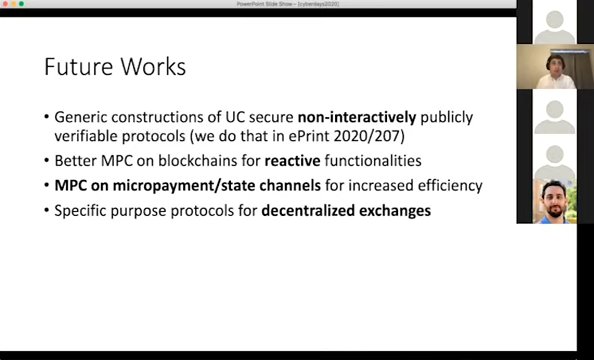 PowerPoint Slide Show - [cyberdays2020]
Future Works
• Generic constructions of UC secure non-interactively publicly
verifiable protocols (we do that in ePrint 2020/207)
• Better MPC on blockchains for reactive functionalities
• MPC on micropayment/state channels for increased efficiency
• Specific purpose protocols for decentralized exchanges